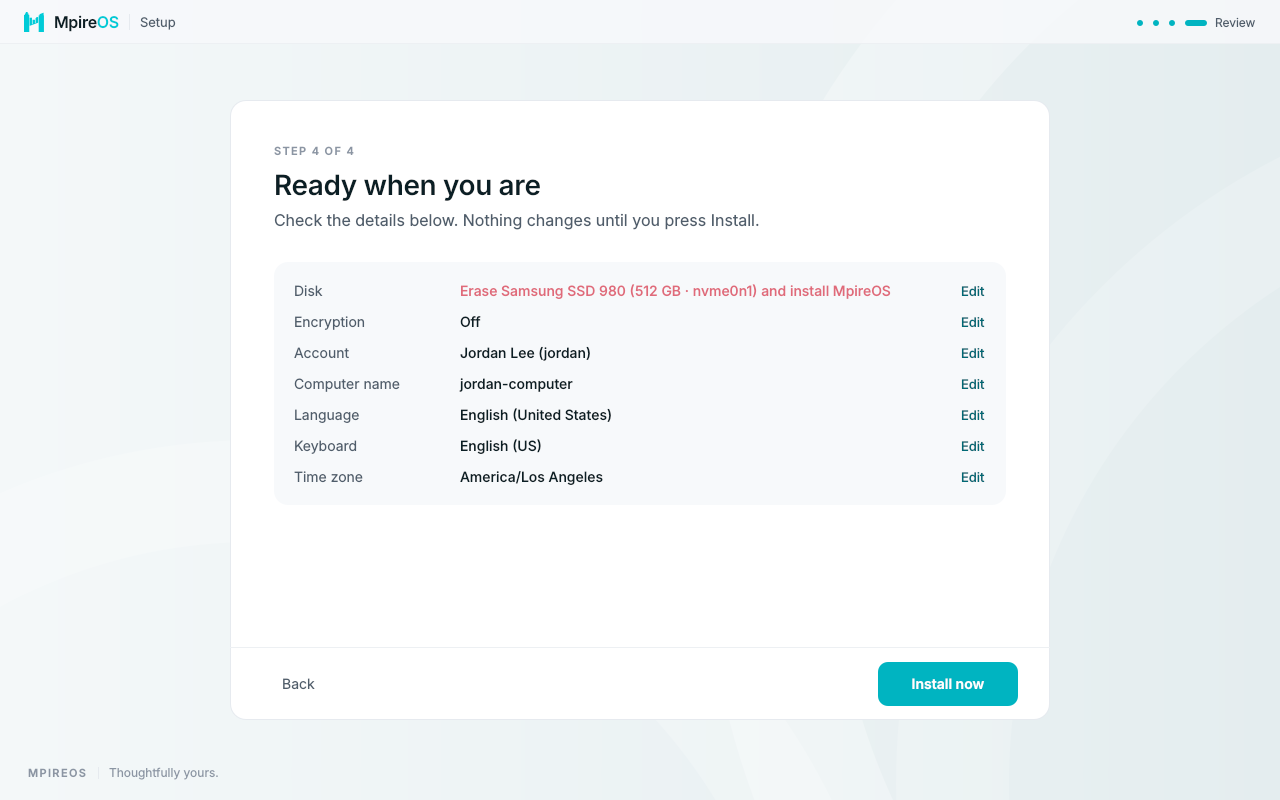 MpireOS Setup Review
STEP 4 OF 4
Ready when you are
Check the details below. Nothing changes until you press Install.
Disk Erase Samsung SSD 980 (512 GB · nvme0n1) and install MpireOS Edit
Encryption Off Edit
Account Jordan Lee (jordan) Edit
Computer name jordan-computer Edit
Language English (United States) Edit
Keyboard English (US) Edit
Time zone America/Los Angeles Edit
Back Install now
MPIREOS Thoughtfully yours.